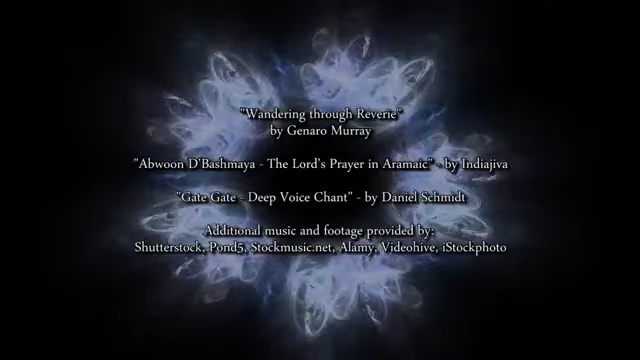 "Wandering through Reverie"
by Genaro Murray
"Abwoon D'Bashmaya - The Lord's Prayer in Aramaic" - by Indiajiva
"Gate Gate - Deep Voice Chant" - by Daniel Schmidt
Additional music and footage provided by:
Shutterstock, Pond5, Stockmusic.net, Alamy, Videohive, iStockphoto